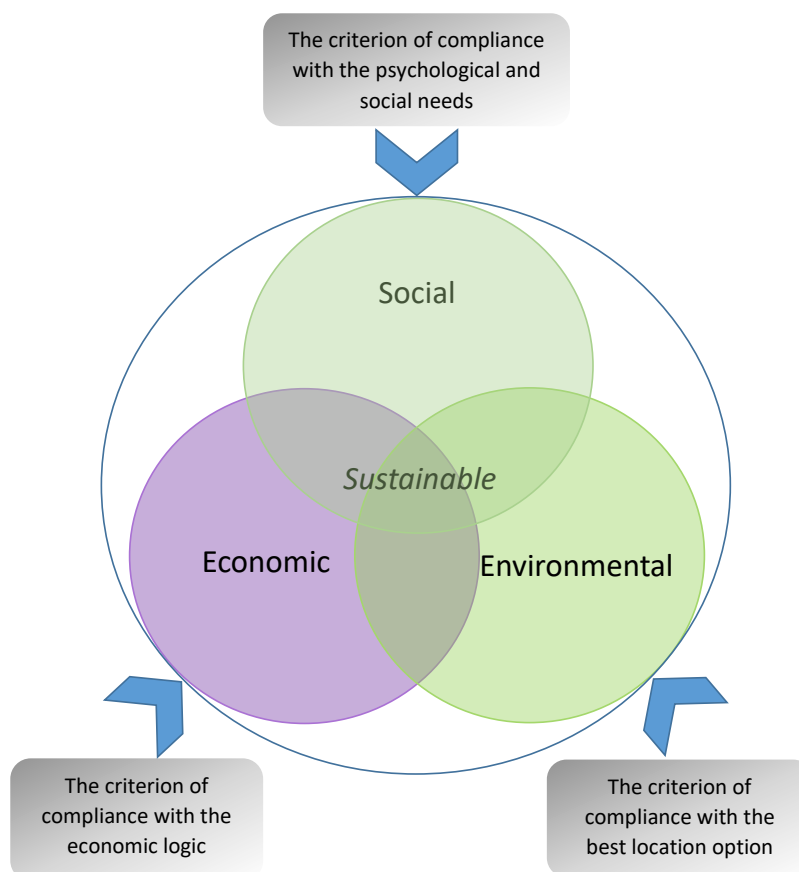 The criterion of compliance
with the psychological and
social needs
Social
Sustainable
Economic
Environmental
The criterion of
compliance with the
economic logic
The criterion of
compliance with the
best location option